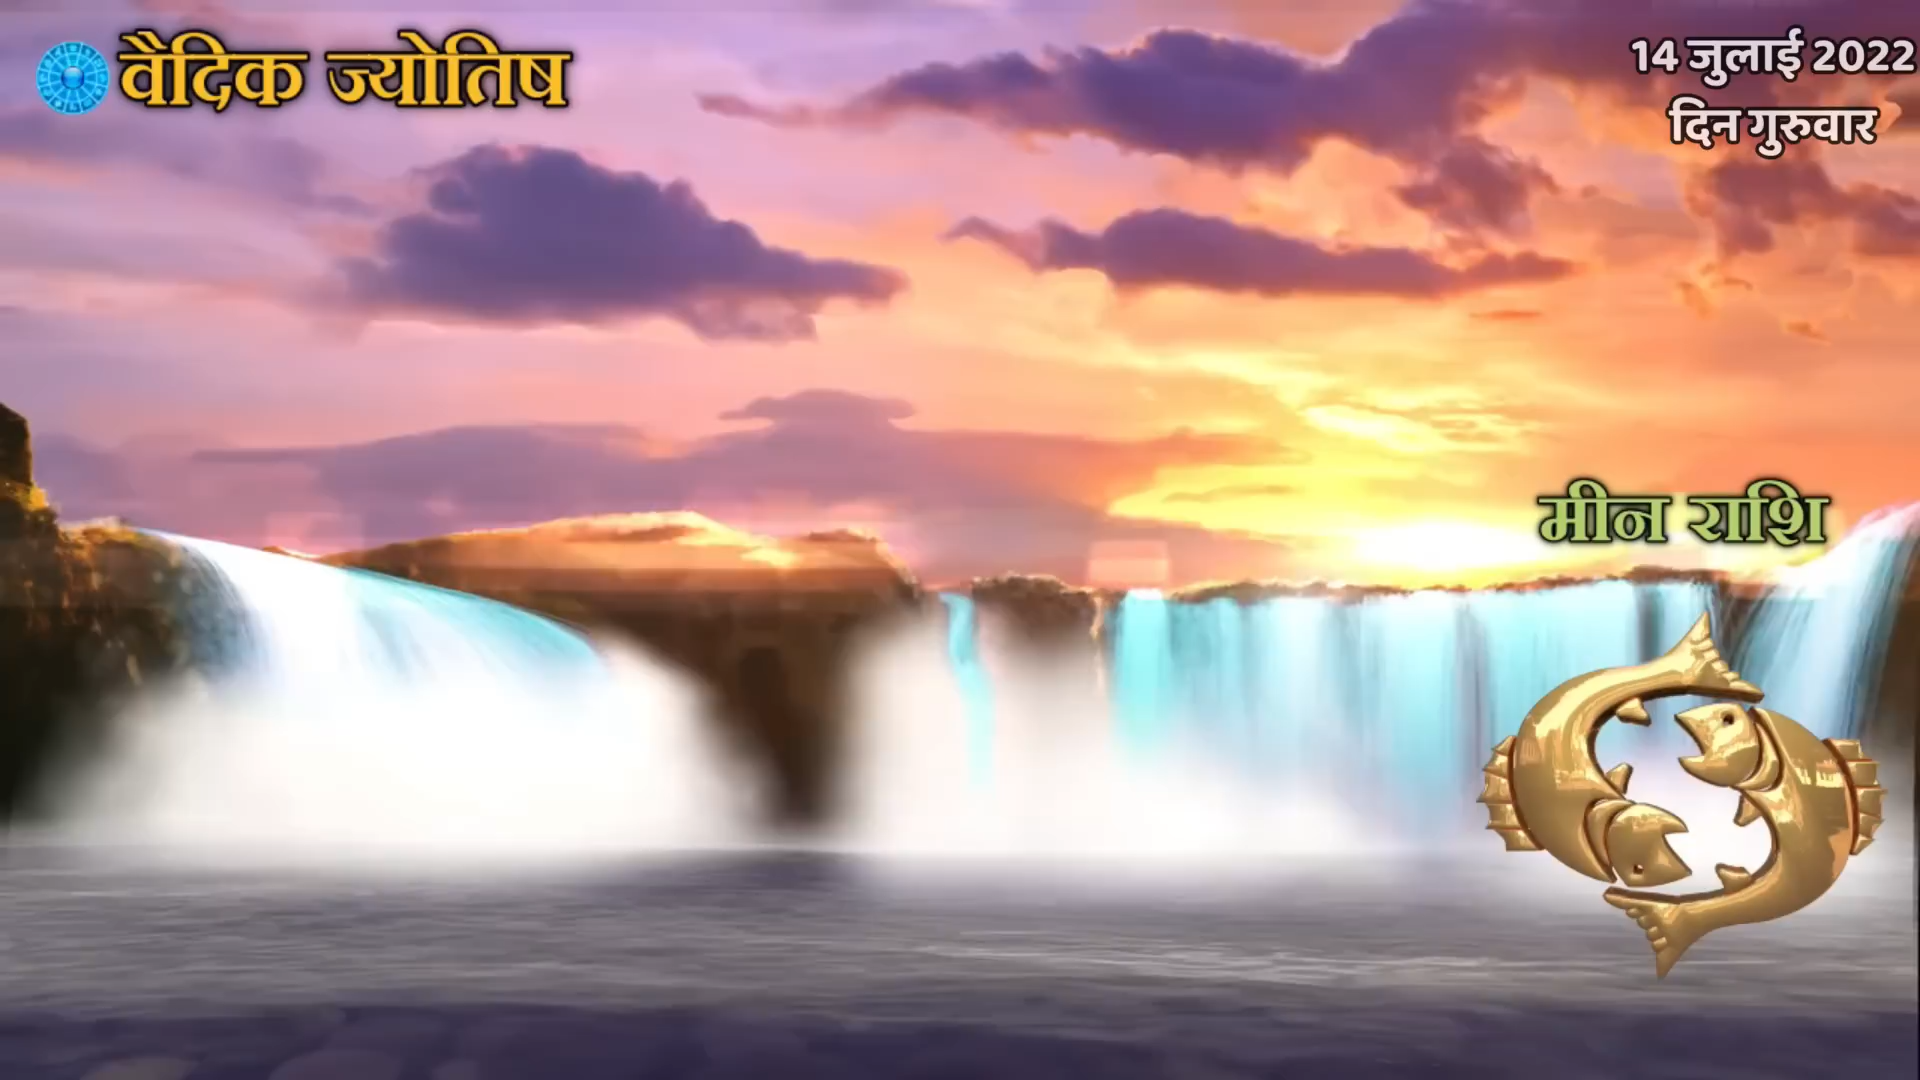 वैदिक ज्योतिष
14 जुलाई 2022
दिन गुरुवार
मीन राशि